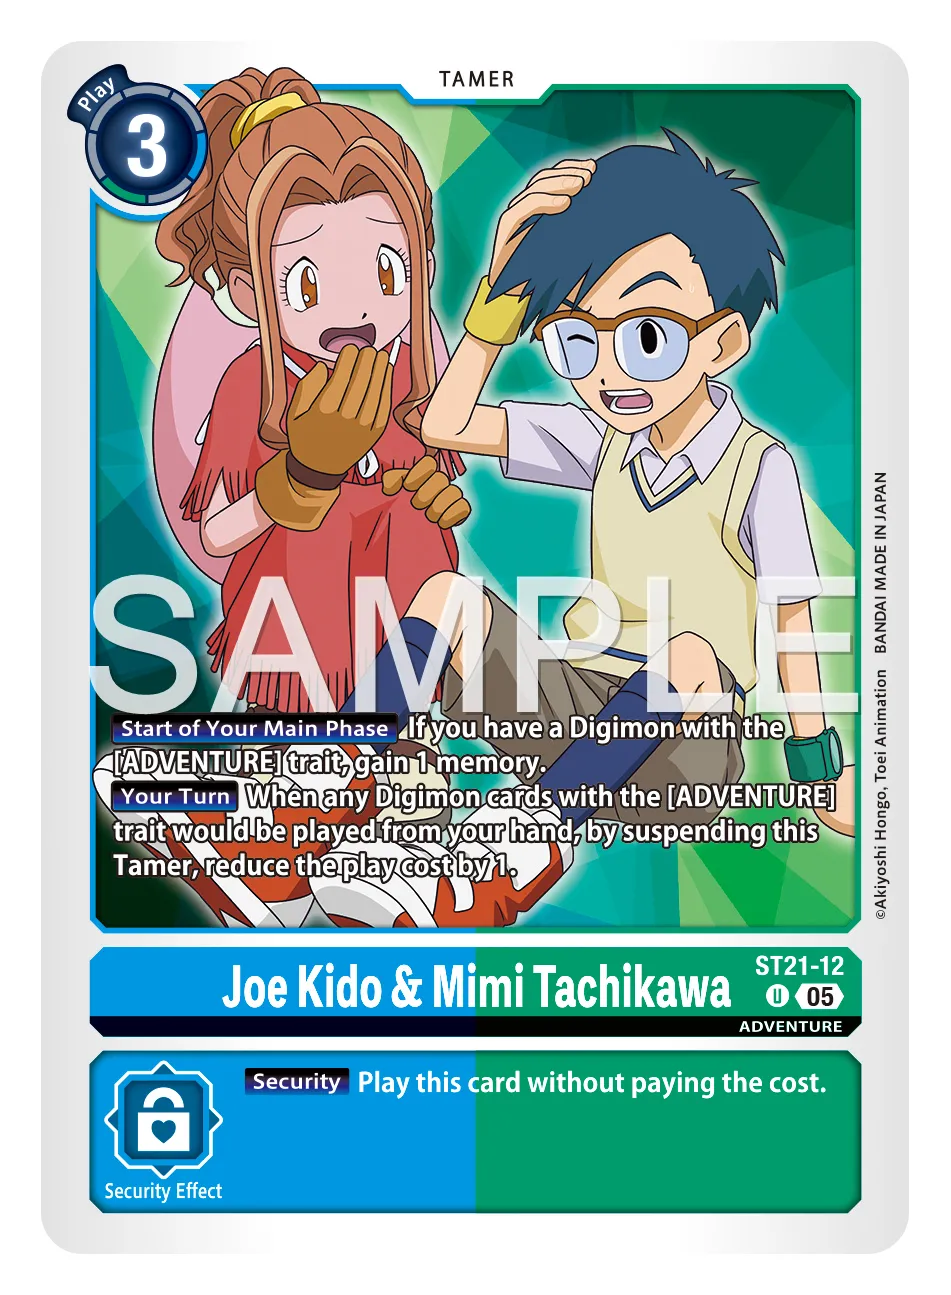 TAMER
Play
3
SAMPLE
Start of Your Main Phase If you have a Digimon with the
[ADVENTURE] trait, gain 1 memory.
Your Turn When any Digimon cards with the [ADVENTURE]
trait would be played from your hand, by suspending this
Tamer, reduce the play cost by 1.
©Akiyoshi Hongo, Toei Animation BANDAI MADE IN JAPAN
Joe Kido & Mimi Tachikawa
ST21-12
U 05
ADVENTURE
Security Play this card without paying the cost.
Security Effect